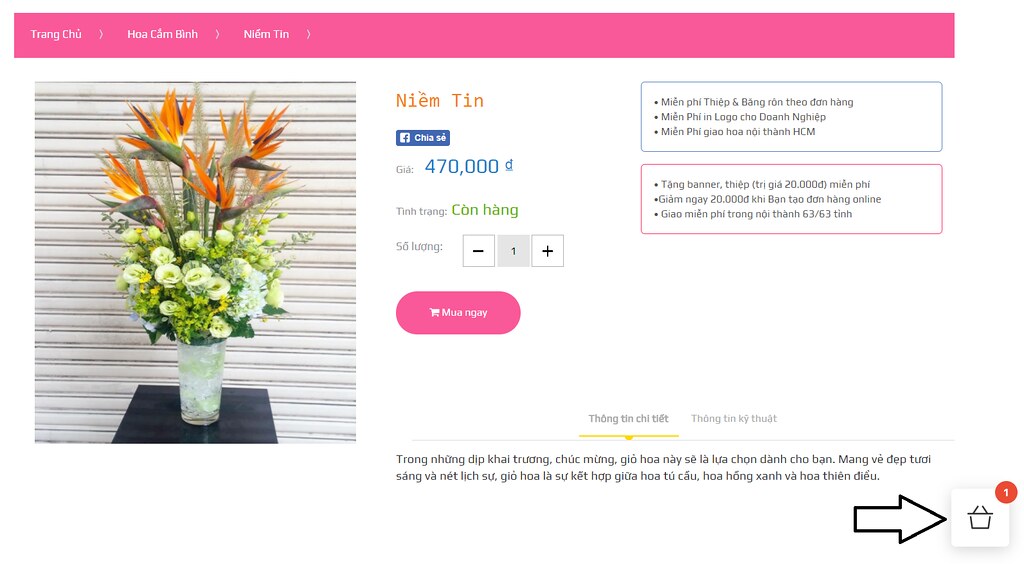 Trang Chủ 〉 Hoa Cắm Bình 〉 Niềm Tin 〉
Niềm Tin
Chia sẻ
Giá: 470,000 ₫
Tình trạng: Còn hàng
Số lượng: − 1 +
Mua ngay
• Miễn phí Thiệp & Băng rôn theo đơn hàng
• Miễn Phí in Logo cho Doanh Nghiệp
• Miễn Phí giao hoa nội thành HCM
• Tặng banner, thiệp (trị giá 20.000đ) miễn phí
•Giảm ngay 20.000đ khi Bạn tạo đơn hàng online
• Giao miễn phí trong nội thành 63/63 tỉnh
Thông tin chi tiết Thông tin kỹ thuật
Trong những dịp khai trương, chúc mừng, giỏ hoa này sẽ là lựa chọn dành cho bạn. Mang vẻ đẹp tươi
sáng và nét lịch sự, giỏ hoa là sự kết hợp giữa hoa tú cầu, hoa hồng xanh và hoa thiên điểu.
1